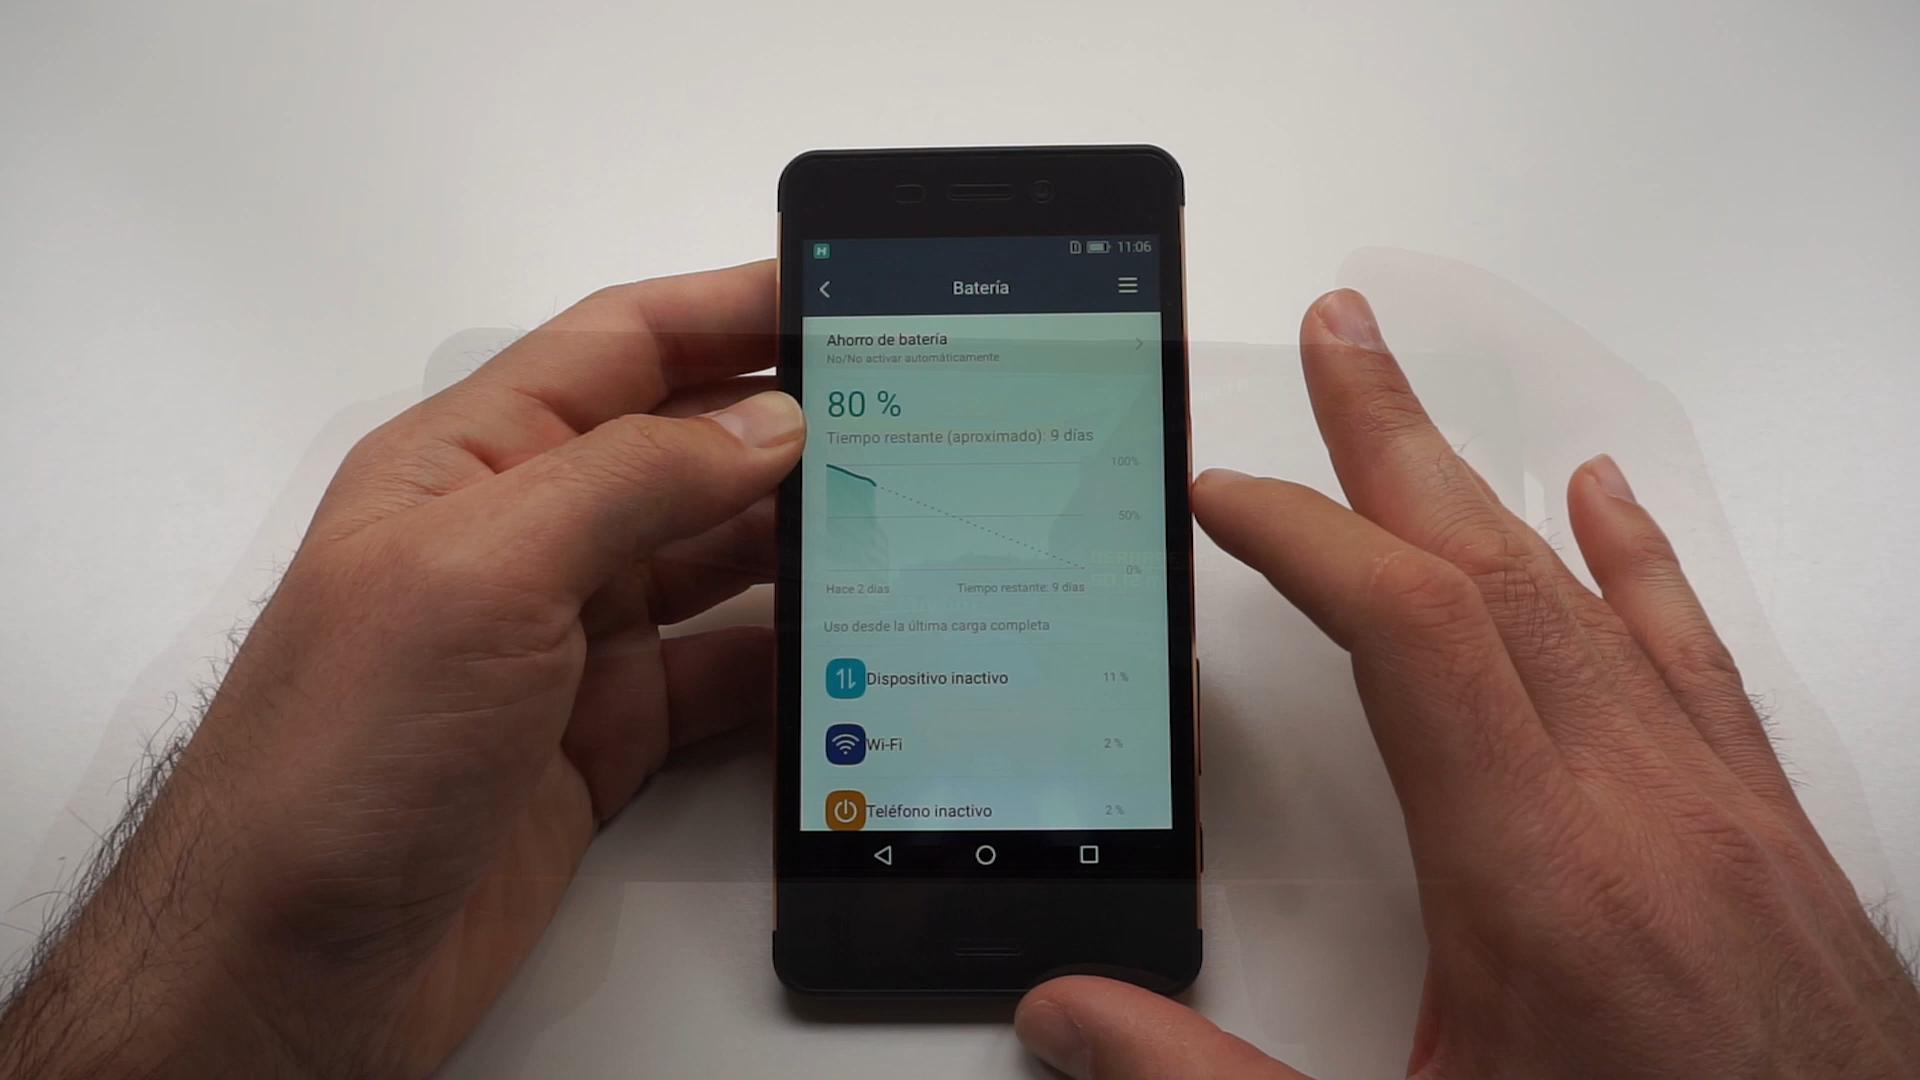 11:06
Batería
Ahorro de batería
No/No activar automáticamente
80 %
Tiempo restante (aproximado): 9 días
100%
50%
0%
Hace 2 días
Tiempo restante: 9 días
Uso desde la última carga completa
Dispositivo inactivo
11 %
Wi-Fi
2 %
Teléfono inactivo
2 %